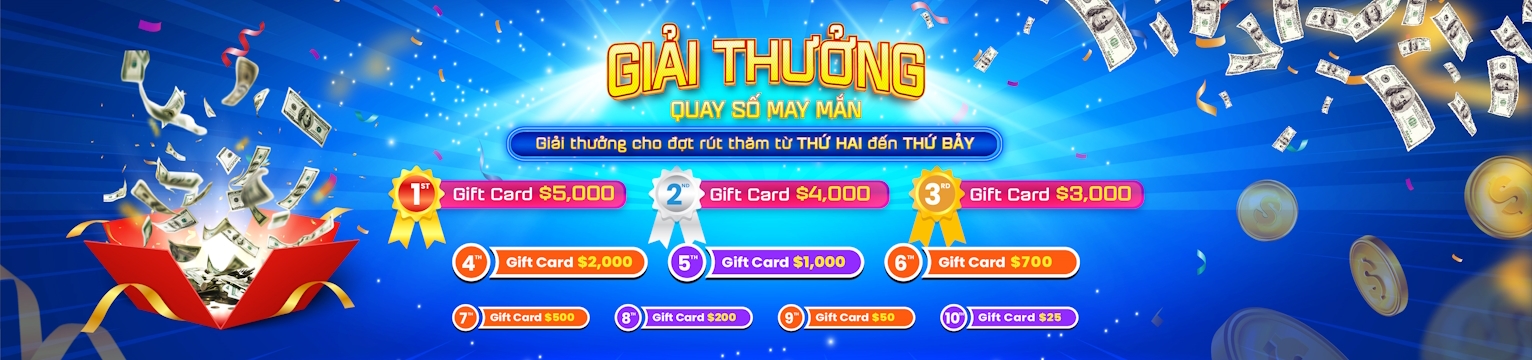 GIẢI THƯỞNG
QUAY SỐ MAY MẮN
Giải thưởng cho đợt rút thăm từ THỨ HAI đến THỨ BẢY
1ST Gift Card $5,000
2ND Gift Card $4,000
3RD Gift Card $3,000
4TH Gift Card $2,000
5TH Gift Card $1,000
6TH Gift Card $700
7TH Gift Card $500
8TH Gift Card $200
9TH Gift Card $50
10TH Gift Card $25